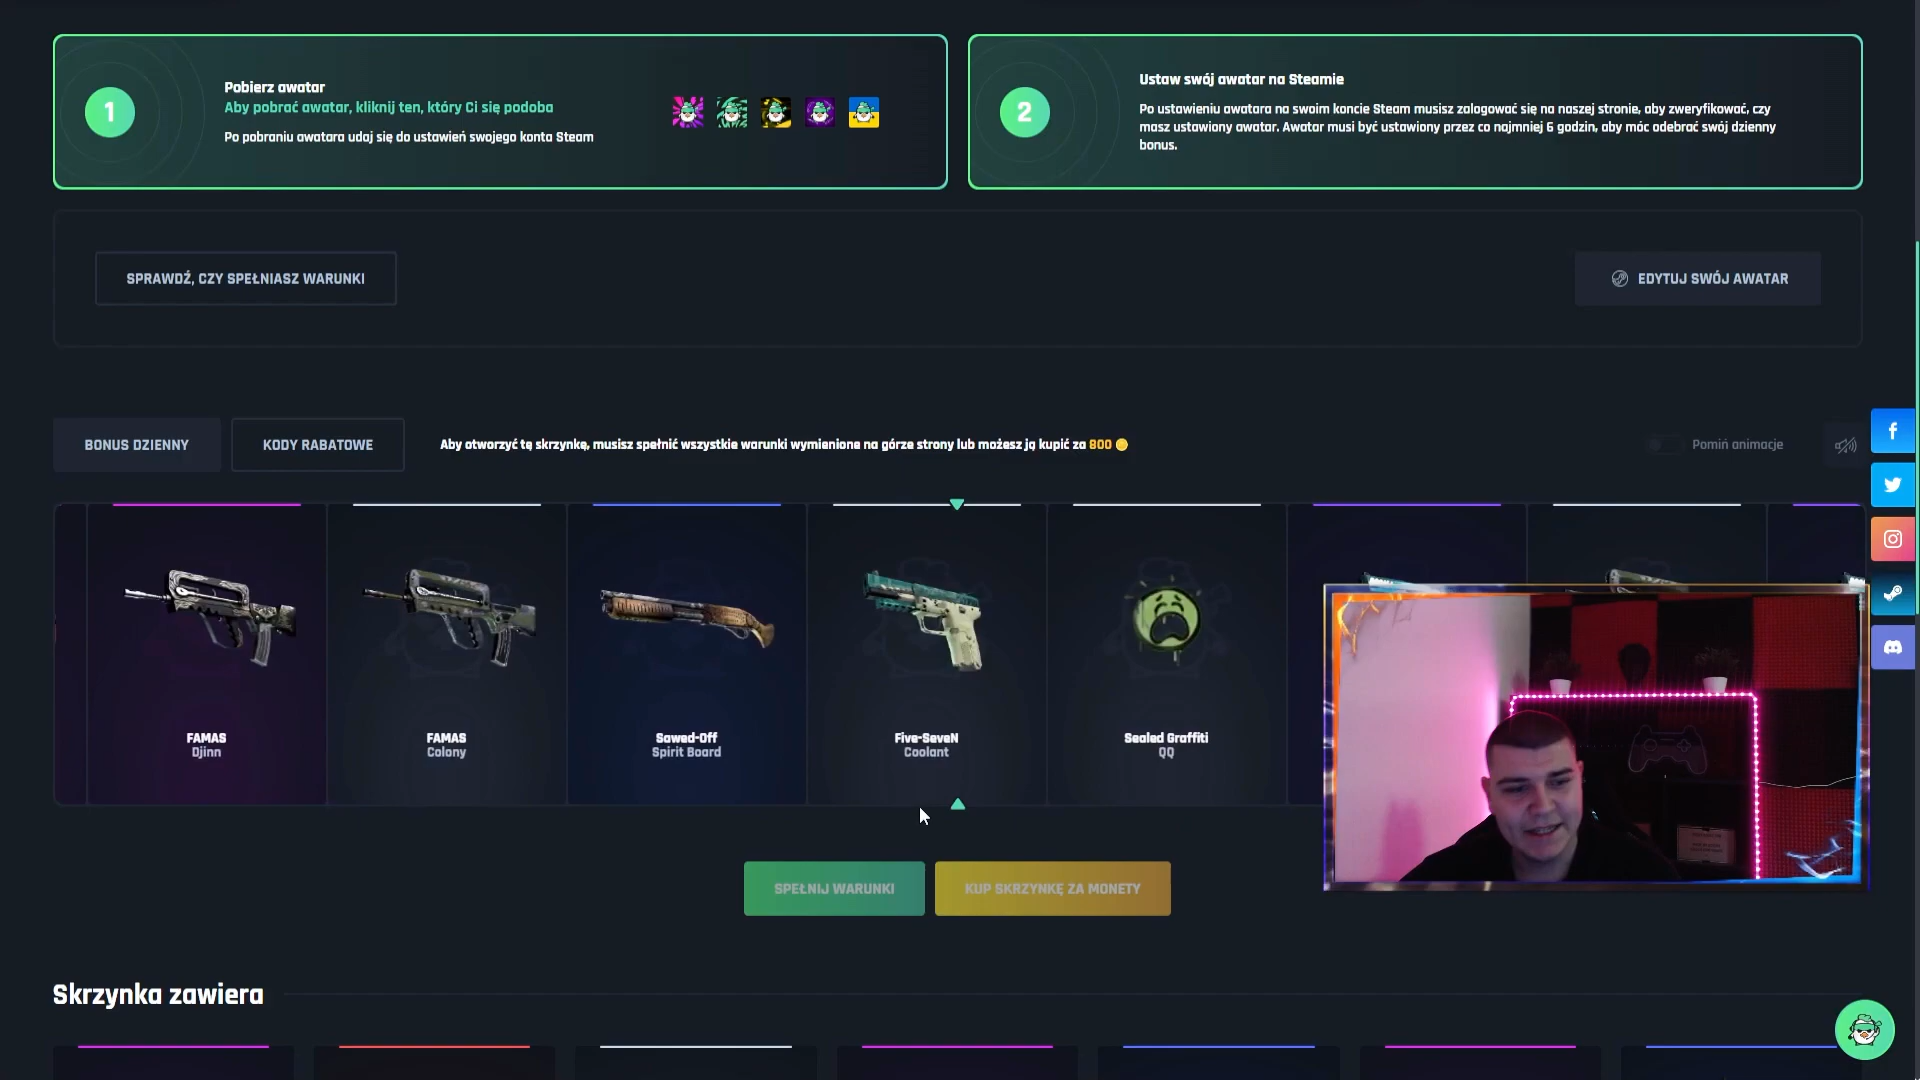 1
Pobierz awatar
Aby pobrać awatar, kliknij ten, który Ci się podoba
Po pobraniu awatara udaj się do ustawień swojego konta Steam
2
Ustaw swój awatar na Steamie
Po ustawieniu awatara na swoim koncie Steam musisz zalogować się na naszej stronie, aby zweryfikować, czy
masz ustawiony awatar. Awatar musi być ustawiony przez co najmniej 6 godzin, aby móc odebrać swój dzienny
bonus.
SPRAWDŹ, CZY SPEŁNIASZ WARUNKI
EDYTUJ SWÓJ AWATAR
BONUS DZIENNY
KODY RABATOWE
Aby otworzyć tę skrzynkę, musisz spełnić wszystkie warunki wymienione na górze strony lub możesz ją kupić za 800
Pomiń animacje
FAMAS
Djinn
FAMAS
Colony
Sawed-Off
Spirit Board
Five-SeveN
Coolant
Sealed Graffiti
QQ
SPEŁNIJ WARUNKI
KUP SKRZYNKĘ ZA MONETY
Skrzynka zawiera